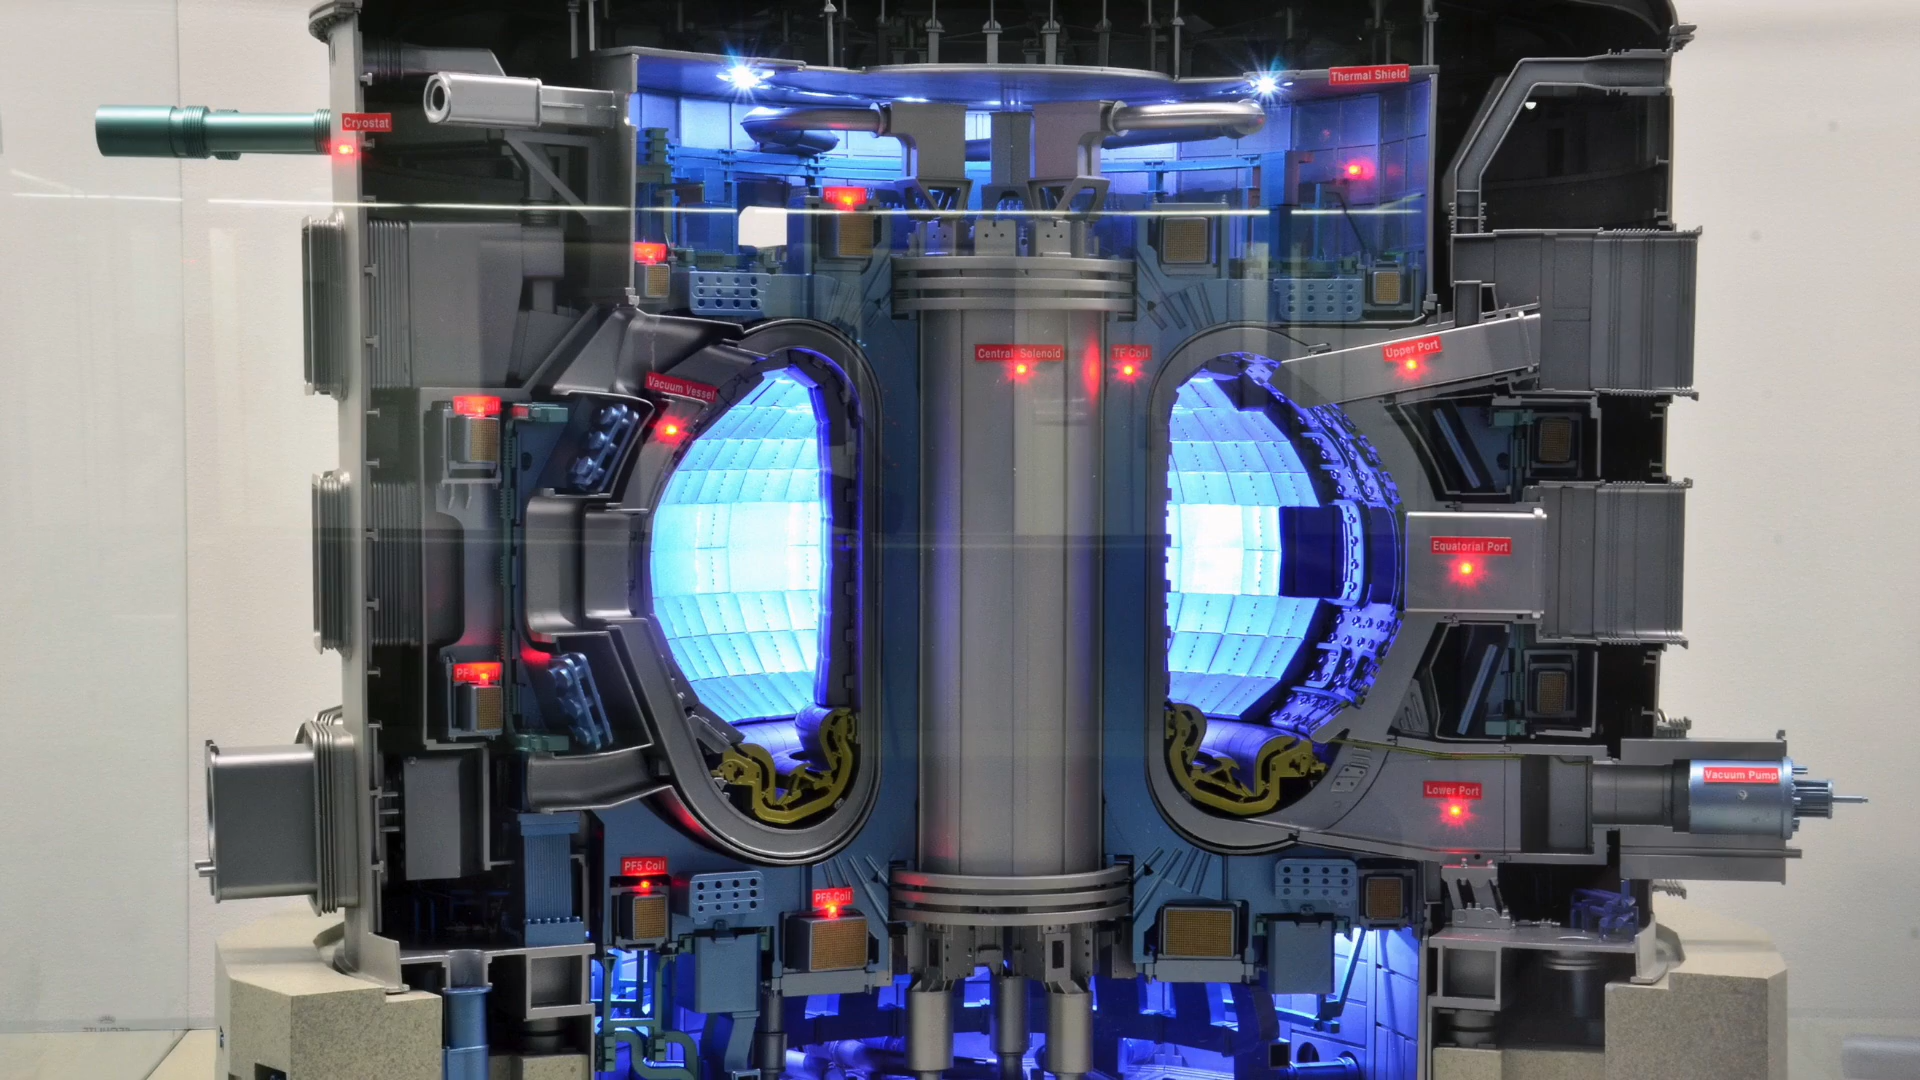 Thermal Shield
Cryostat
Central Solenoid
TF Coil
Upper Port
Vacuum Vessel
Equatorial Port
Vacuum Pump
Lower Port
PF5 Coil
PF6 Coil